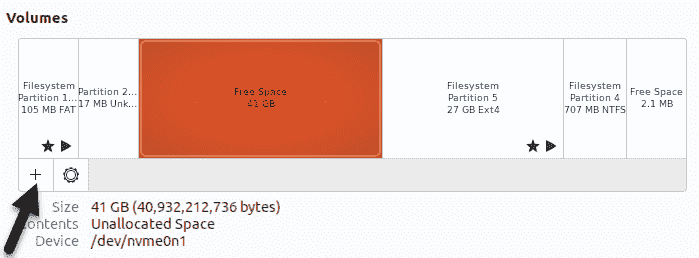 Volumes
Filesystem
Partition 1...
105 MB FAT
Partition 2...
17 MB Unk...
Free Space
41 GB
Filesystem
Partition 5
27 GB Ext4
Filesystem
Partition 4
707 MB NTFS
Free Space
2.1 MB
Size 41 GB (40,932,212,736 bytes)
ontents Unallocated Space
Device /dev/nvme0n1